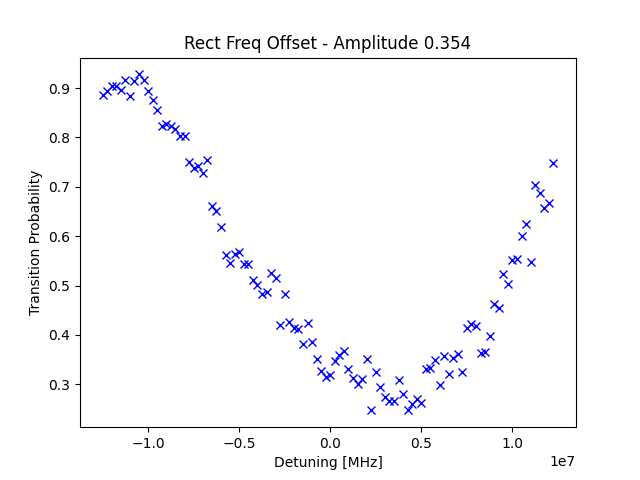 Rect Freq Offset - Amplitude 0.354
Transition Probability
0.9
0.8
0.7
0.6
0.5
0.4
0.3
−1.0 −0.5 0.0 0.5 1.0
1e7
Detuning [MHz]